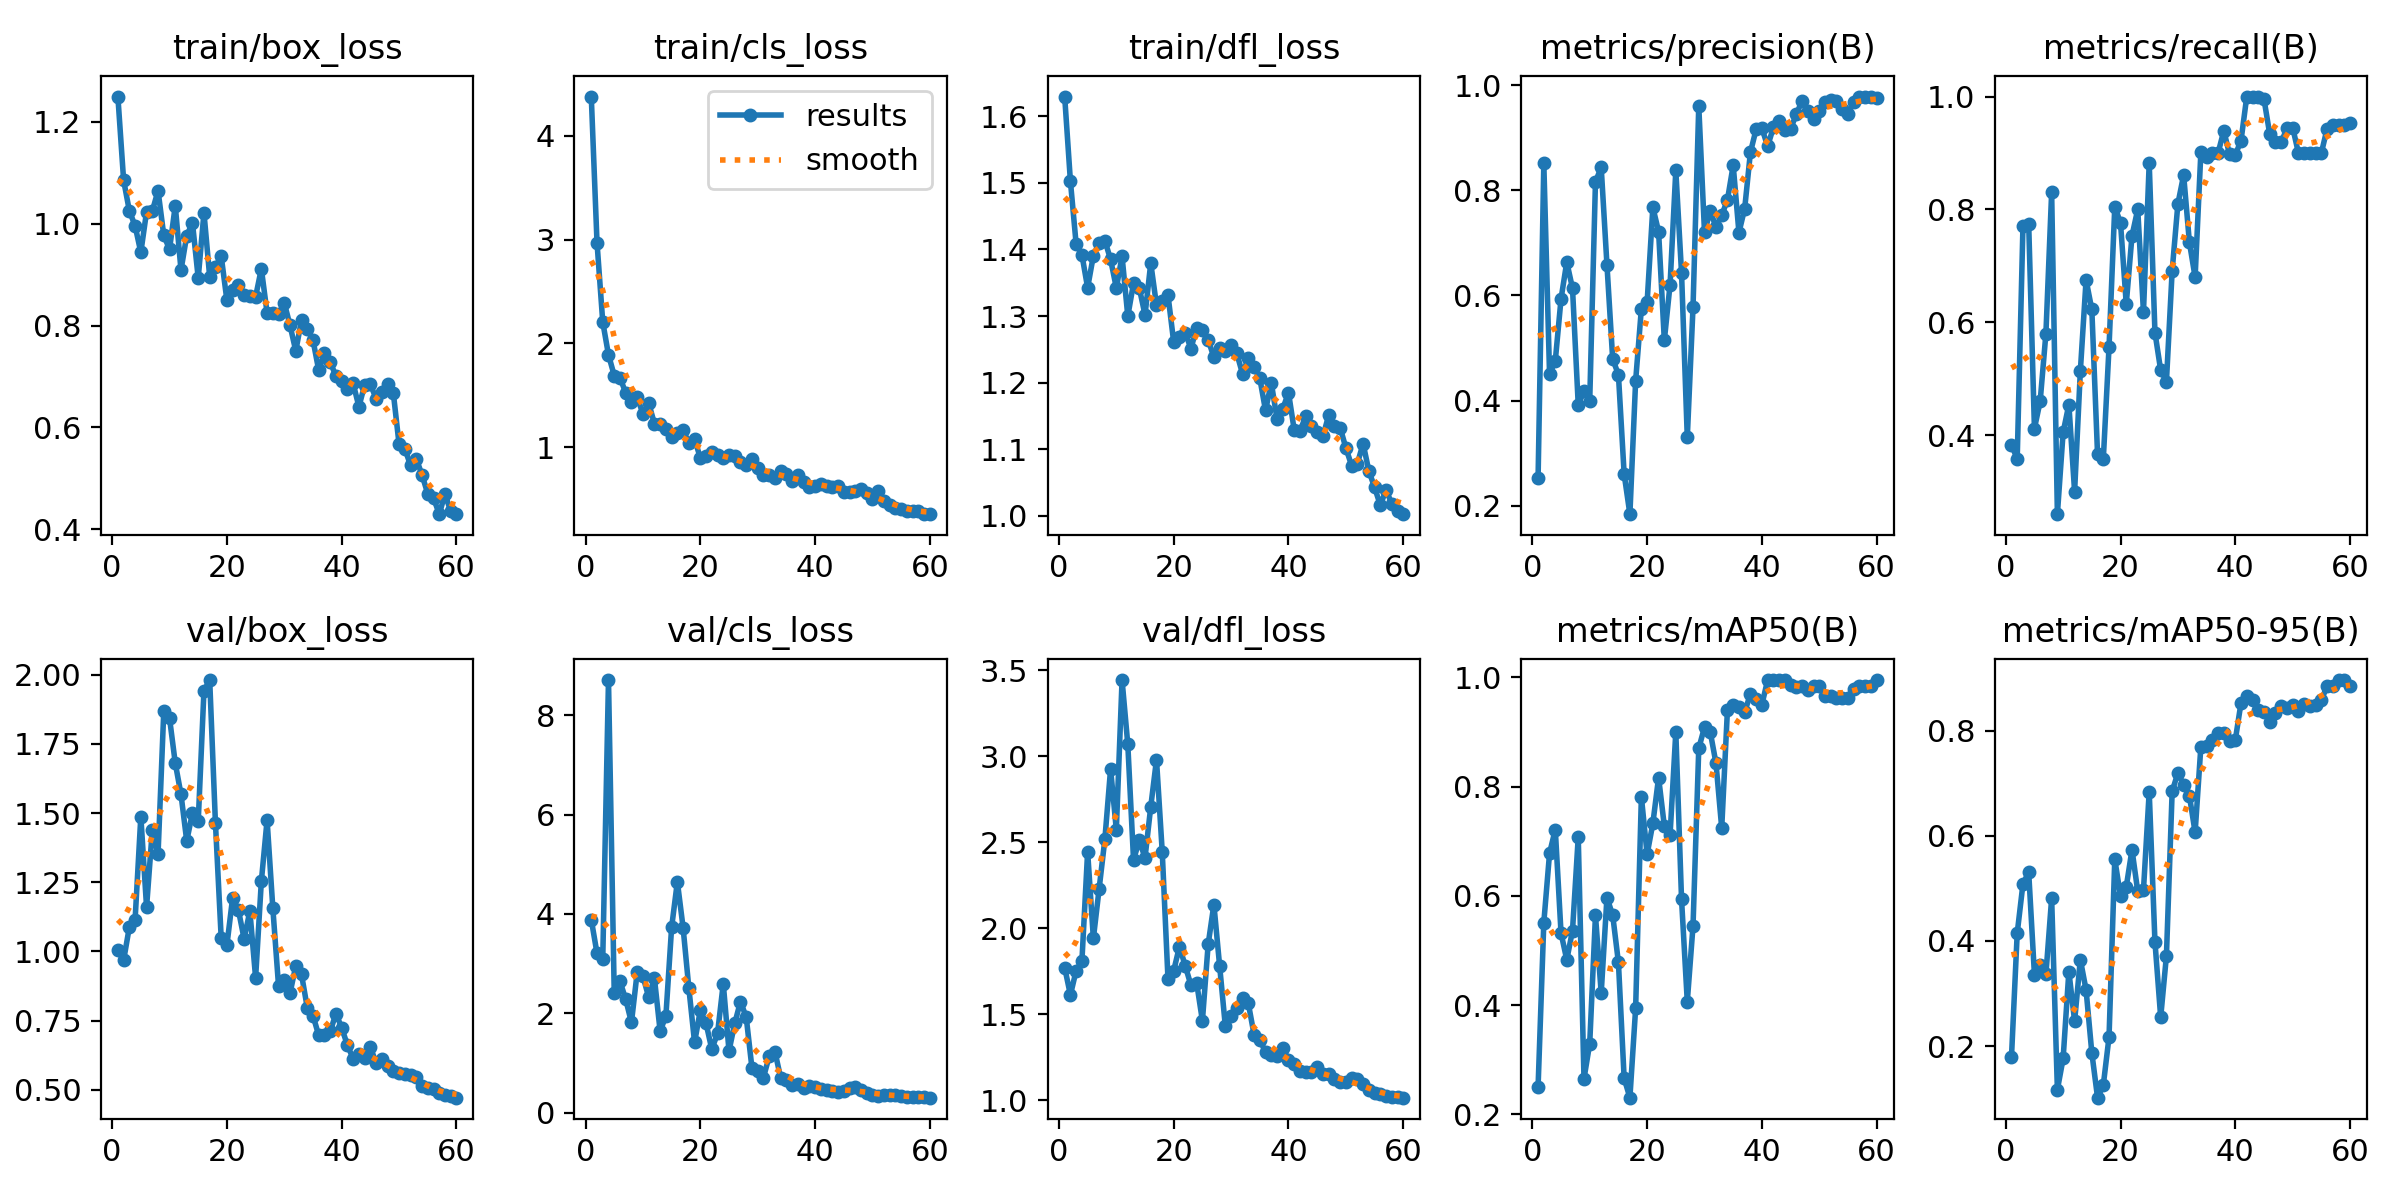 train/box_loss
train/cls_loss
train/dfl_loss
metrics/precision(B)
metrics/recall(B)
1.2
1.0
0.8
0.6
0.4
0 20 40 60
results
smooth
4
3
2
1
0 20 40 60
1.6
1.5
1.4
1.3
1.2
1.1
1.0
0 20 40 60
1.0
0.8
0.6
0.4
0.2
0 20 40 60
1.0
0.8
0.6
0.4
0 20 40 60
val/box_loss
val/cls_loss
val/dfl_loss
metrics/mAP50(B)
metrics/mAP50-95(B)
2.00
1.75
1.50
1.25
1.00
0.75
0.50
0 20 40 60
8
6
4
2
0
0 20 40 60
3.5
3.0
2.5
2.0
1.5
1.0
0 20 40 60
1.0
0.8
0.6
0.4
0.2
0 20 40 60
0.8
0.6
0.4
0.2
0 20 40 60